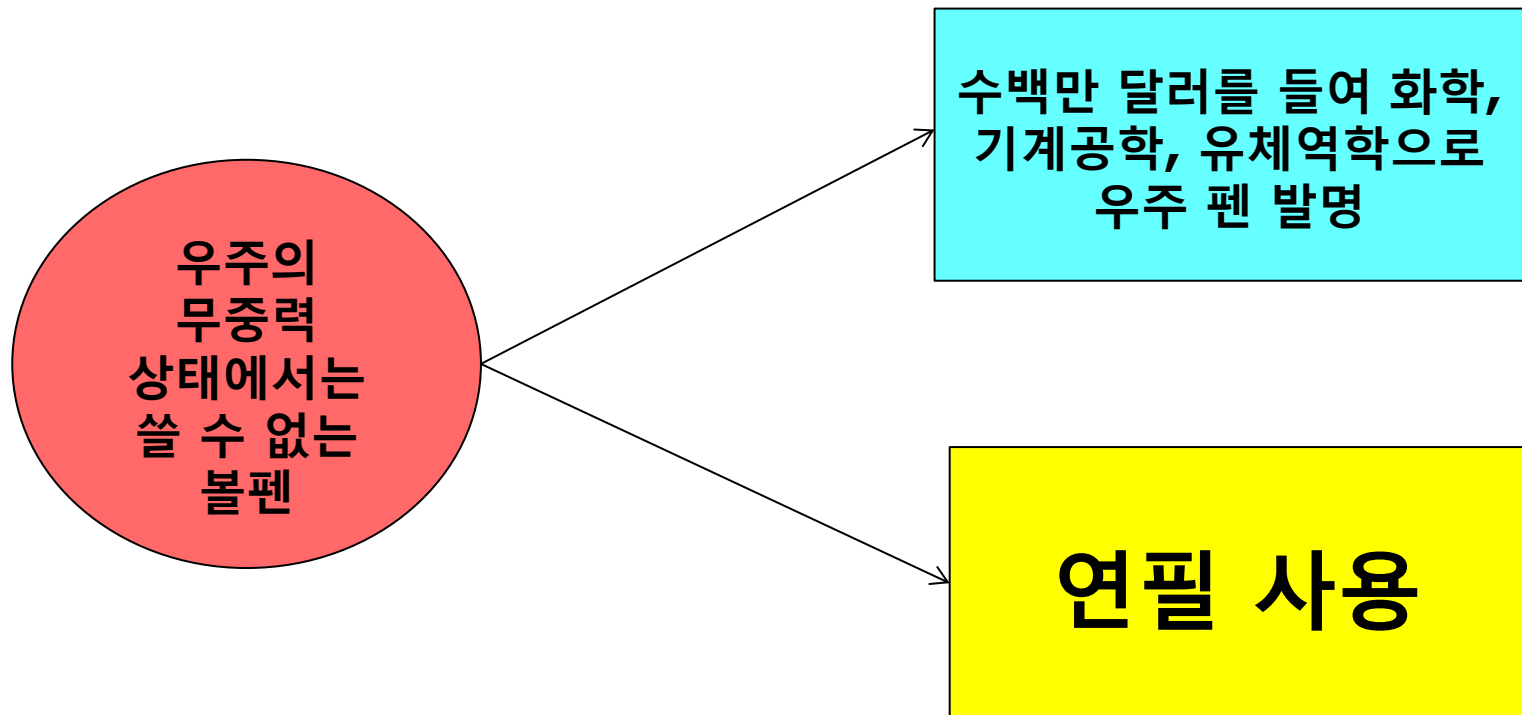 우주의
무중력
상태에서는
쓸 수 없는
볼펜
수백만 달러를 들여 화학,
기계공학, 유체역학으로
우주 펜 발명
연필 사용